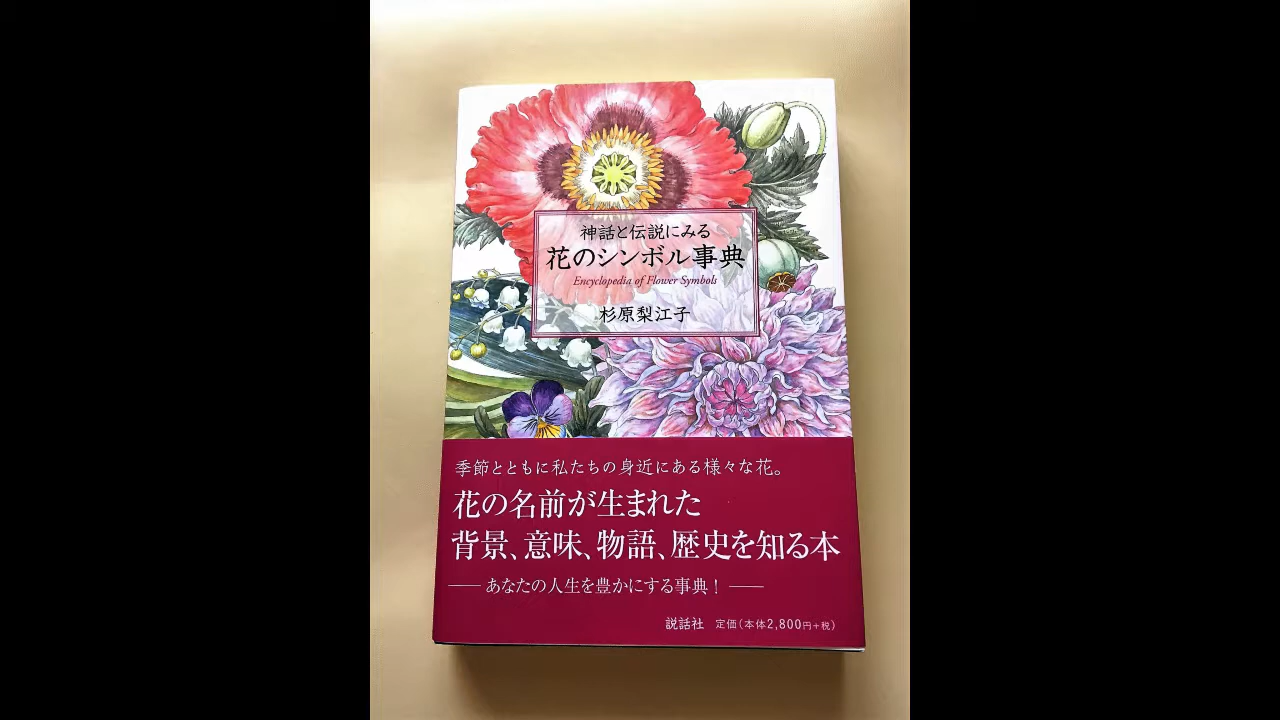 神話と伝説にみる
花のシンボル事典
Encyclopedia of Flower Symbols
杉原梨江子
季節とともに私たちの身近にある様々な花。
花の名前が生まれた
背景、意味、物語、歴史を知る本
── あなたの人生を豊かにする事典！ ──
説話社 定価(本体2,800円+税)